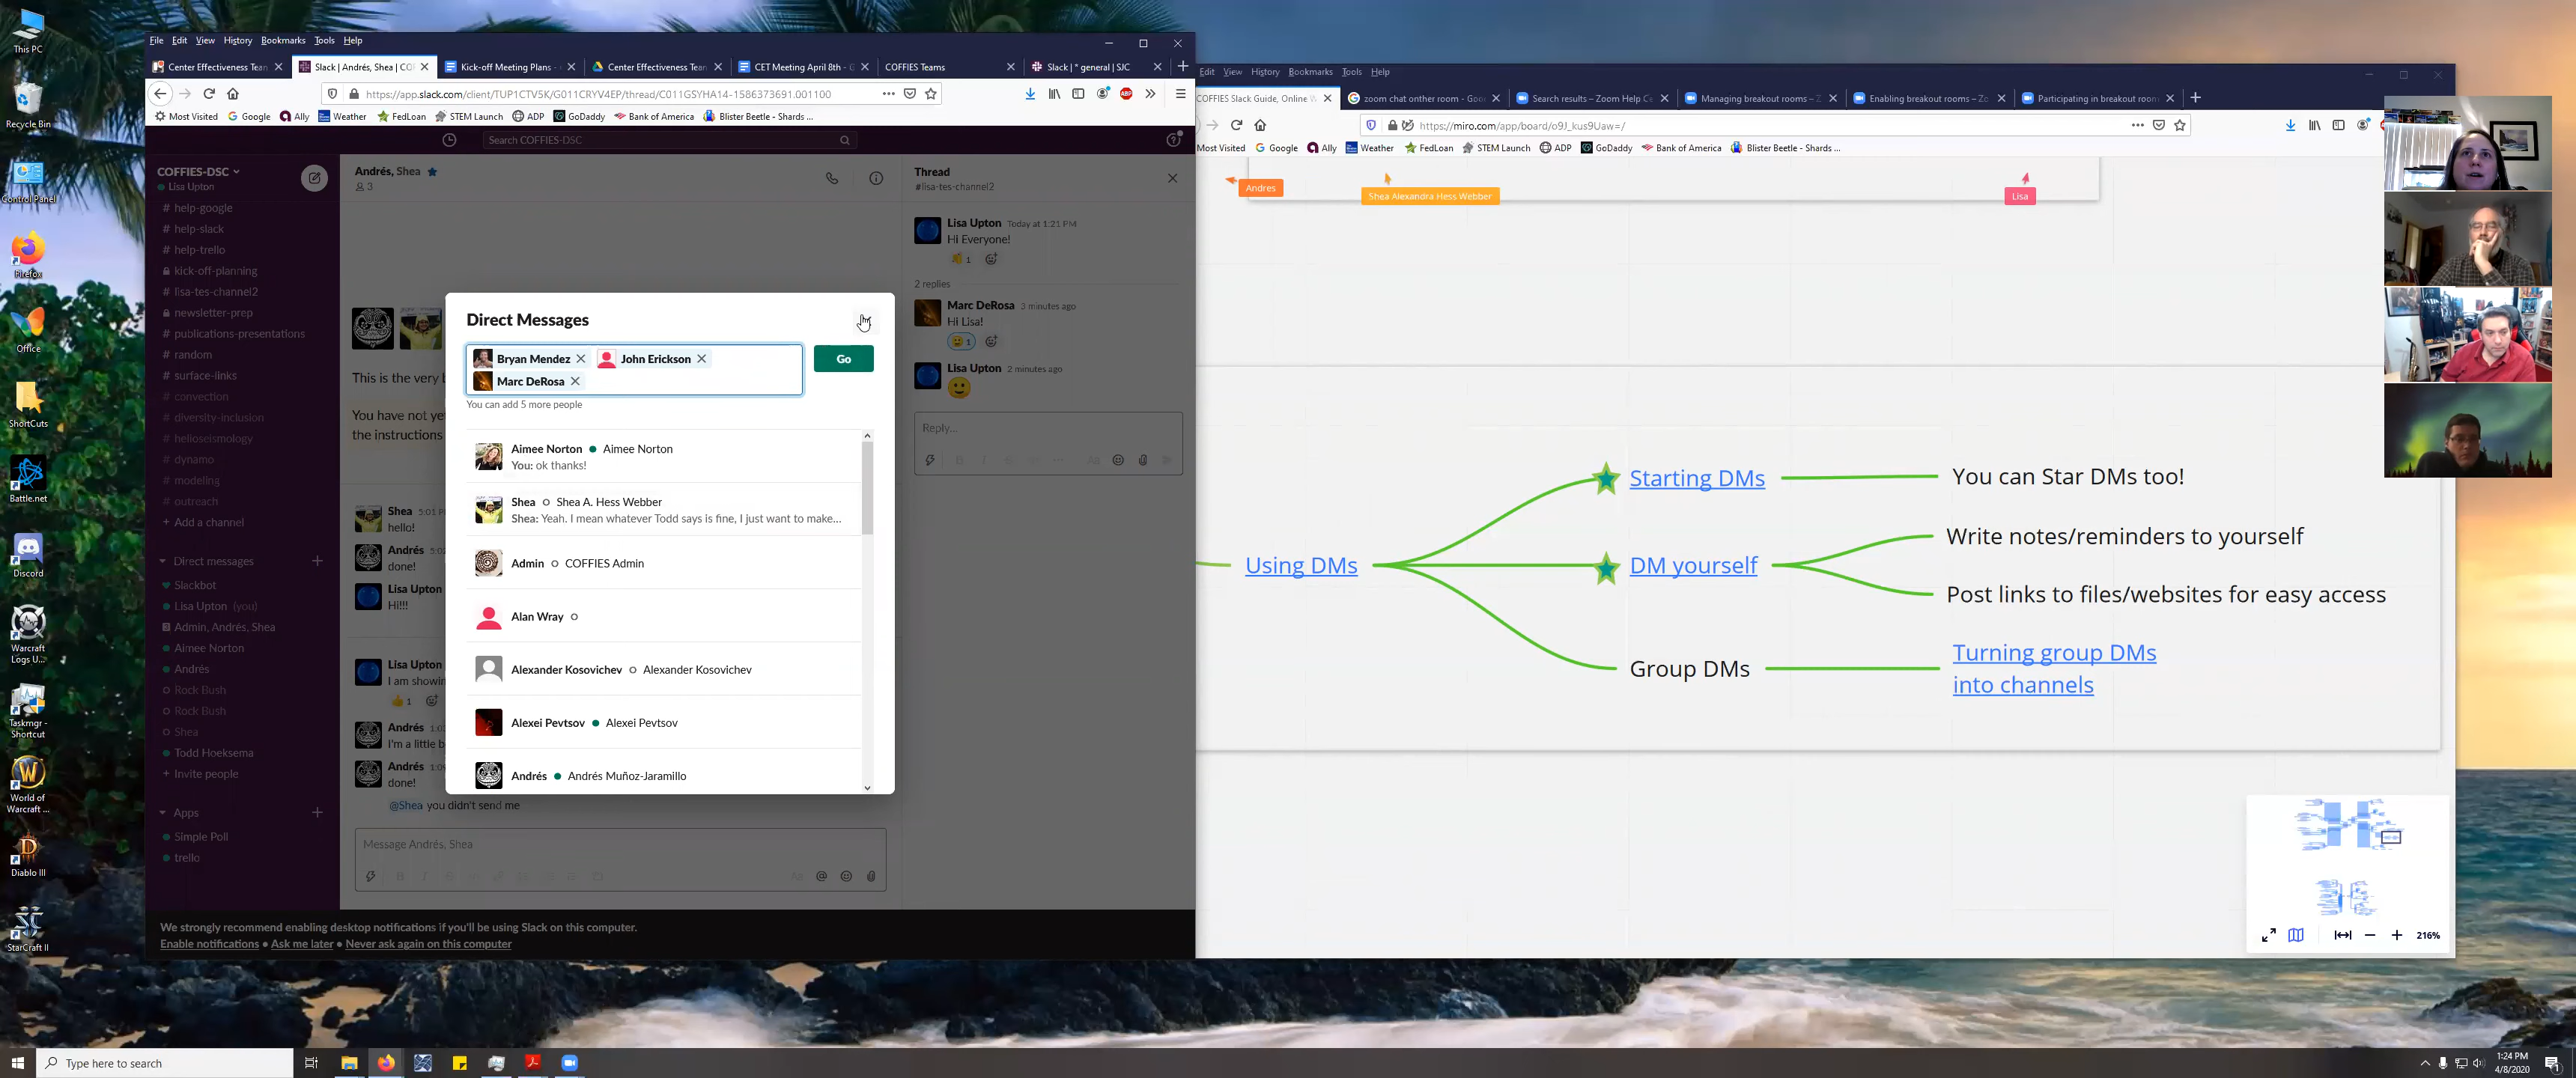 This PC
Recycle Bin
Control Panel
Firefox
Office
ShortCuts
Battle.net
Discord
Warcraft
Logs U...
Taskmgr -
Shortcut
World of
Warcraft ...
Diablo III
StarCraft II
File Edit View History Bookmarks Tools Help
Center Effectiveness Tean
Slack | Andrés, Shea | CO
Kick-off Meeting Plans -
Center Effectiveness Tean
CET Meeting April 8th - G
COFFIES Teams
Slack | * general | SJC
https://app.slack.com/client/TUP1CTV5K/G011CRYV4EP/thread/C011GSYHA14-1586373691.001100
Most Visited Google Ally Weather FedLoan STEM Launch ADP GoDaddy Bank of America Blister Beetle - Shards ...
Search COFFIES-DSC
COFFIES-DSC
Lisa Upton
# help-google
# help-slack
# help-trello
kick-off-planning
# lisa-tes-channel2
newsletter-prep
# publications-presentations
# random
# surface-links
# convection
# diversity-inclusion
# helioseismology
# dynamo
# modeling
# outreach
+ Add a channel
Direct messages +
Slackbot
Lisa Upton (you)
3 Admin, Andrés, Shea
Aimee Norton
Andrés
Rock Bush
Rock Bush
Shea
Todd Hoeksema
+ Invite people
Apps +
Simple Poll
trello
Andrés, Shea
3
This is the very
You have not ye
the instructions
Shea 5:01
hello!
Andrés 5:02
done!
Lisa Upton
Hi!!!
Lisa Upton
I am showin
1
Andrés
I'm a little b
Andrés
done!
@Shea you didn't send me
Message Andrés, Shea
Direct Messages
Bryan Mendez John Erickson
Marc DeRosa
Go
You can add 5 more people
Aimee Norton Aimee Norton
You: ok thanks!
Shea Shea A. Hess Webber
Shea: Yeah. I mean whatever Todd says is fine, I just want to make...
Admin COFFIES Admin
Alan Wray
Alexander Kosovichev Alexander Kosovichev
Alexei Pevtsov Alexei Pevtsov
Andrés Andrés Muñoz-Jaramillo
Thread
#lisa-tes-channel2
Lisa Upton Today at 1:21 PM
Hi Everyone!
1
2 replies
Marc DeRosa 3 minutes ago
Hi Lisa!
1
Lisa Upton 2 minutes ago
Reply...
We strongly recommend enabling desktop notifications if you'll be using Slack on this computer.
Enable notifications • Ask me later • Never ask again on this computer
Edit View History Bookmarks Tools Help
COFFIES Slack Guide, Online W
zoom chat onther room - Goo
Search results – Zoom Help Ce
Managing breakout rooms – Z
Enabling breakout rooms – Zo
Participating in breakout room
https://miro.com/app/board/o9J_kus9Uaw=/
Most Visited Google Ally Weather FedLoan STEM Launch ADP GoDaddy Bank of America Blister Beetle - Shards ...
Andres
Shea Alexandra Hess Webber
Lisa
Using DMs
Starting DMs
You can Star DMs too!
DM yourself
Write notes/reminders to yourself
Post links to files/websites for easy access
Group DMs
Turning group DMs
into channels
216%
Type here to search
1:24 PM
4/8/2020